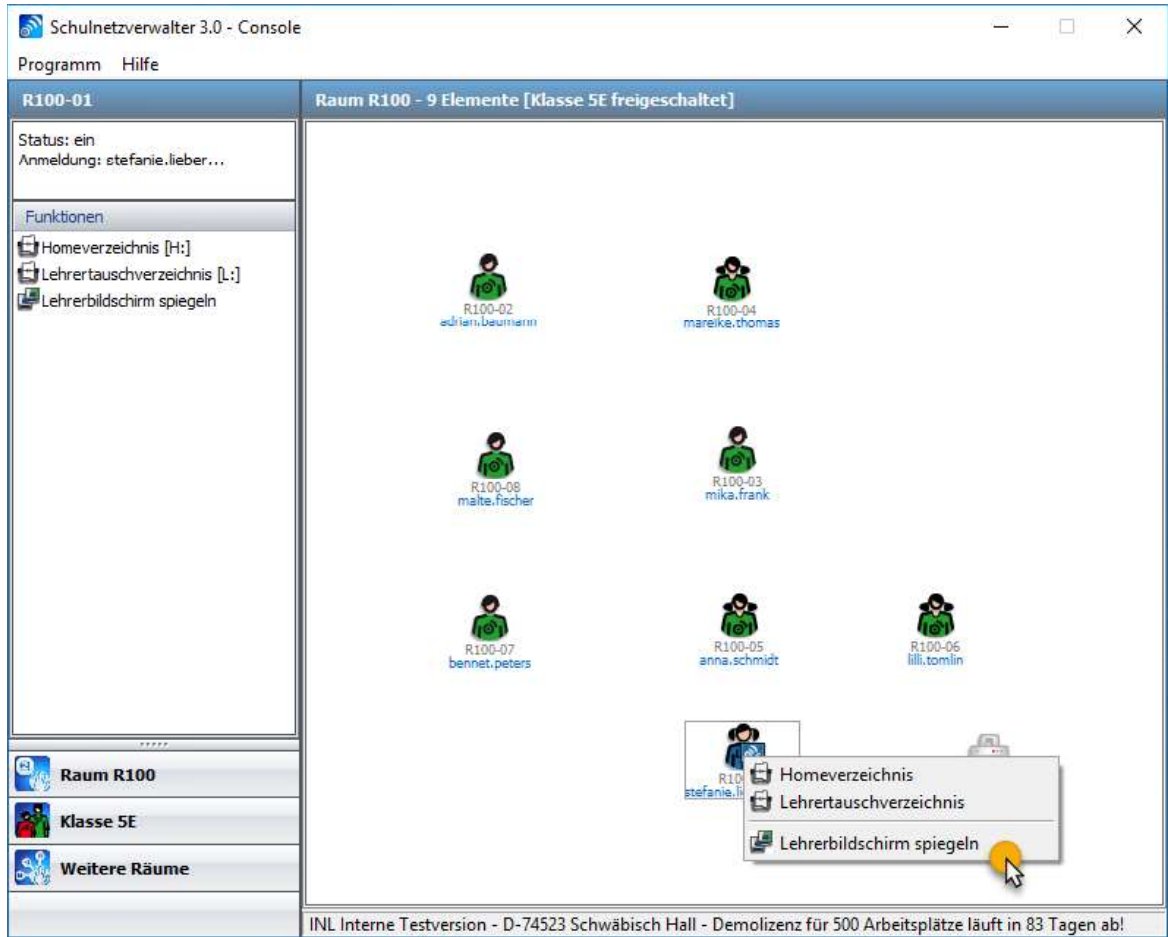 Schulnetzverwalter 3.0 - Console
Programm Hilfe
R100-01
Raum R100 - 9 Elemente [Klasse 5E freigeschaltet]
Status: ein
Anmeldung: stefanie.lieber...
Funktionen
Homeverzeichnis [H:]
Lehrertauschverzeichnis [L:]
Lehrerbildschirm spiegeln
R100-02
adrian.baumann
R100-04
mareike.thomas
R100-08
malte.fischer
R100-03
mika.frank
R100-07
bennet.peters
R100-05
anna.schmidt
R100-06
lilli.tomlin
Homeverzeichnis
Lehrertauschverzeichnis
Lehrerbildschirm spiegeln
Raum R100
Klasse 5E
Weitere Räume
INL Interne Testversion - D-74523 Schwäbisch Hall - Demolizenz für 500 Arbeitsplätze läuft in 83 Tagen ab!